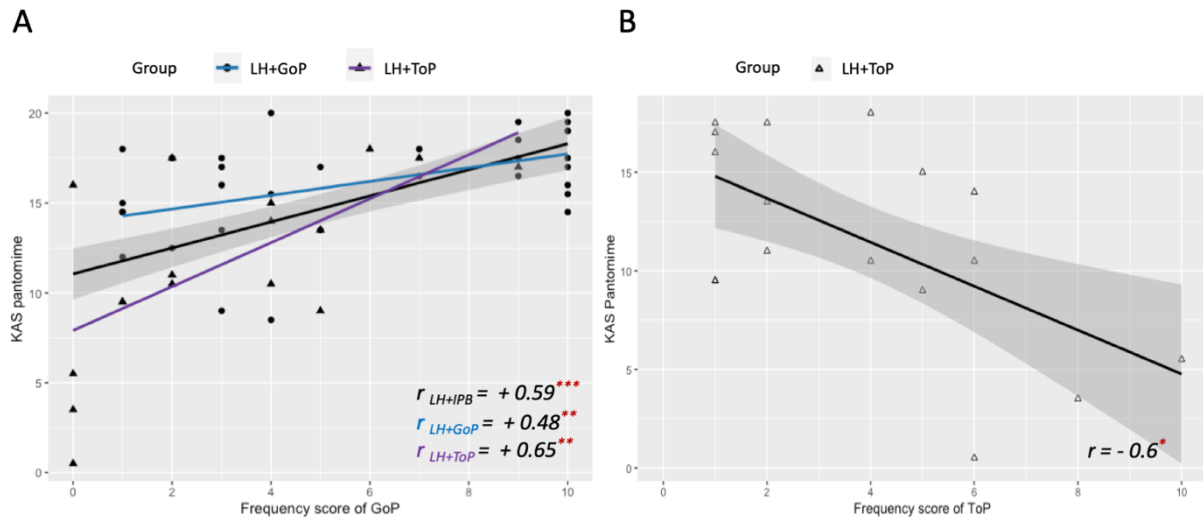 A
Group LH+GoP LH+ToP
20
15
10
5
0
KAS pantomime
r LH+IPB = + 0.59***
r LH+GoP = + 0.48**
r LH+ToP = + 0.65**
0 2 4 6 8 10
Frequency score of GoP
B
Group LH+ToP
15
10
5
0
KAS Pantomime
r = - 0.6*
0 2 4 6 8 10
Frequency score of ToP